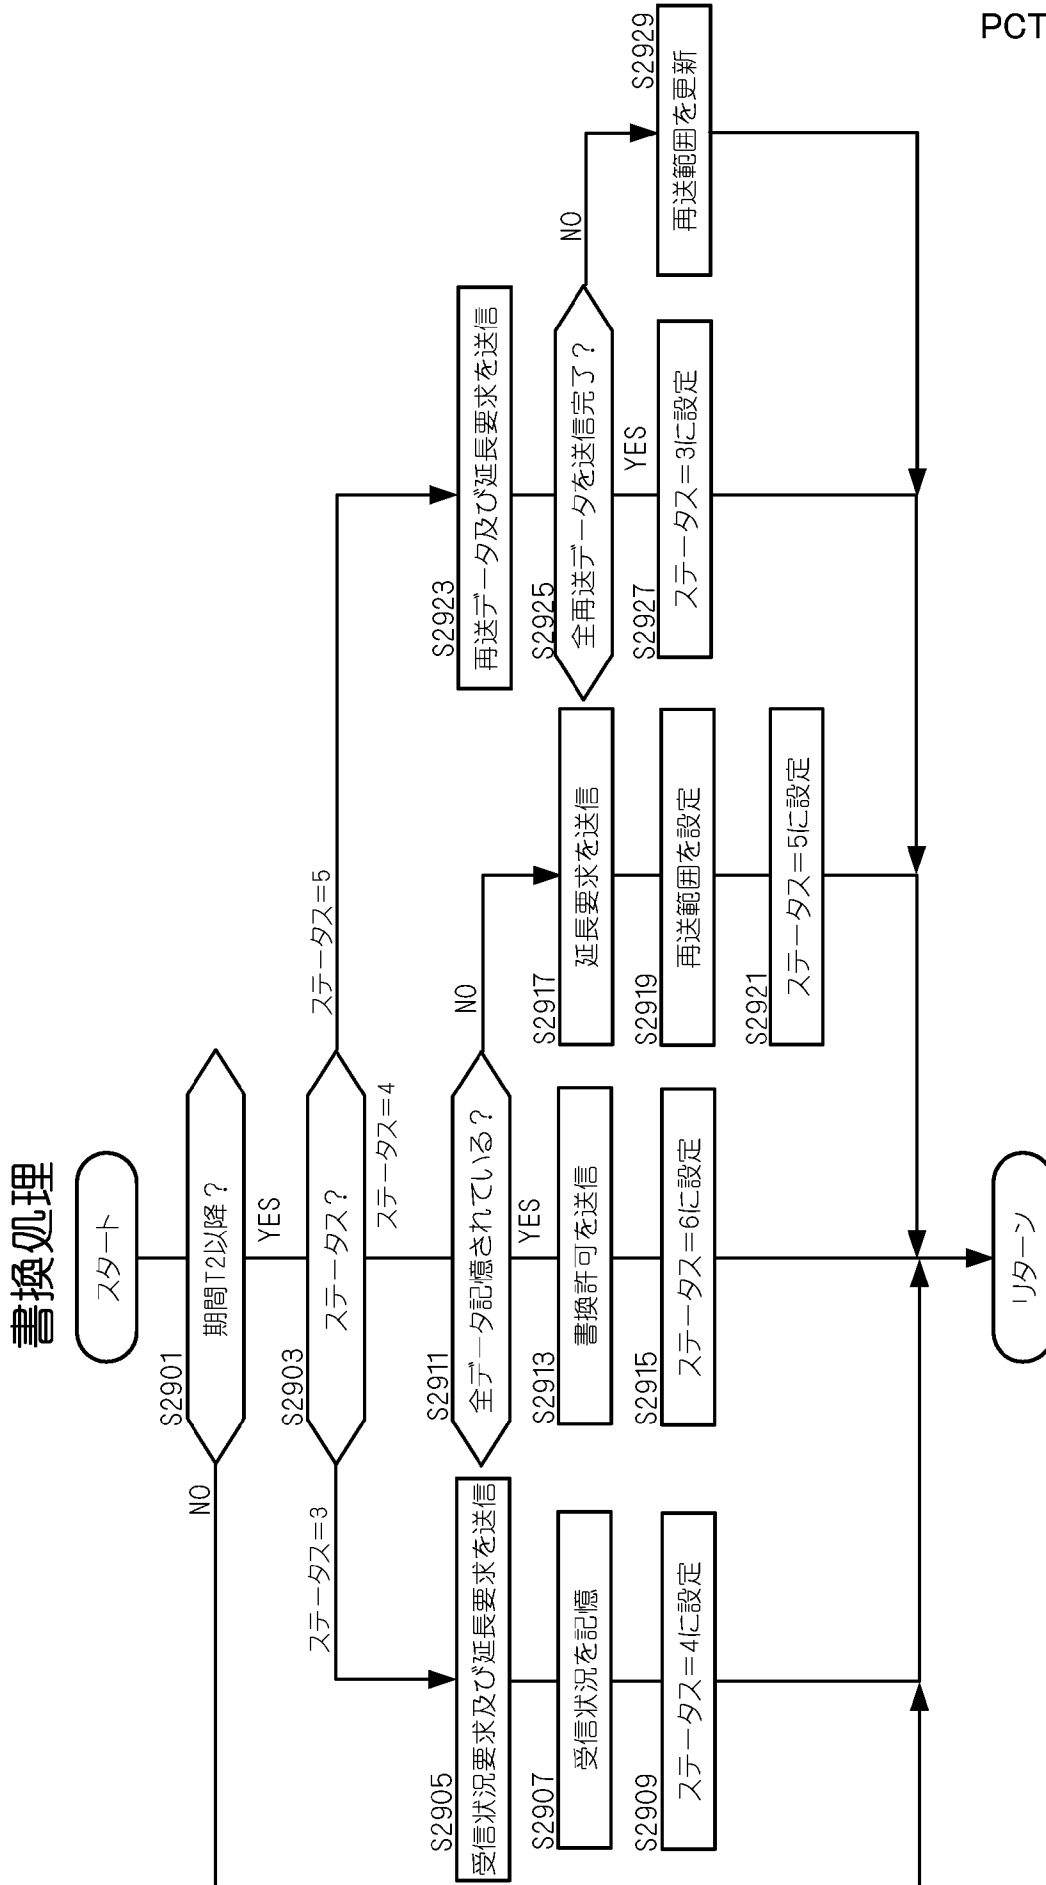 PCT
書換処理
スタート
S2901
期間T2以降?
NO
YES
S2903
ステータス?
ステータス=3
ステータス=4
ステータス=5
S2905
受信状況要求及び延長要求を送信
S2907
受信状況を記憶
S2909
ステータス=4に設定
S2911
全データ記憶されている?
YES
NO
S2913
書換許可を送信
S2915
ステータス=6に設定
S2917
延長要求を送信
S2919
再送範囲を設定
S2921
ステータス=5に設定
S2923
再送データ及び延長要求を送信
S2925
全再送データを送信完了?
YES
NO
S2927
ステータス=3に設定
S2929
再送範囲を更新
リターン